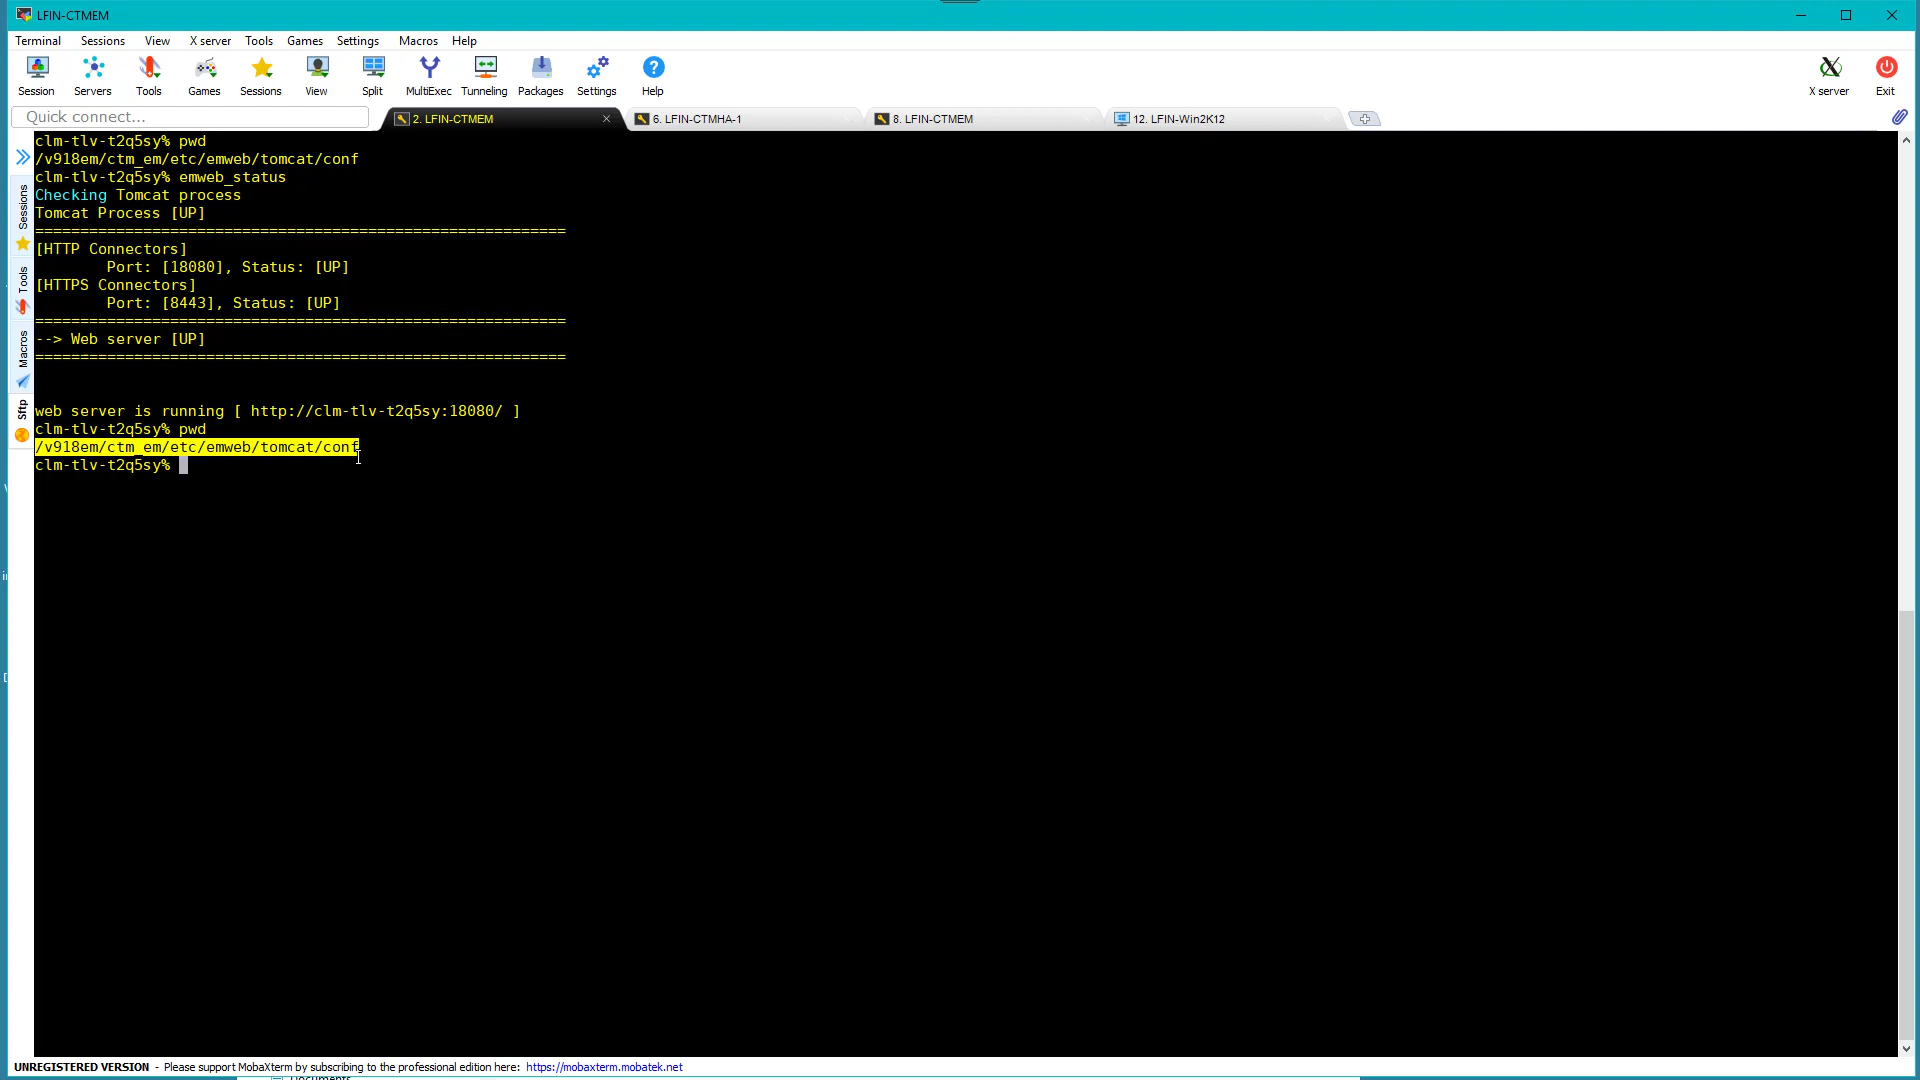 LFIN-CTMEM
Terminal Sessions View X server Tools Games Settings Macros Help
Session Servers Tools Games Sessions View Split MultiExec Tunneling Packages Settings Help X server Exit
Quick connect...
2. LFIN-CTMEM
6. LFIN-CTMHA-1
8. LFIN-CTMEM
12. LFIN-Win2K12
Sessions
Tools
Macros
Sftp
clm-tlv-t2q5sy% pwd
/v918em/ctm_em/etc/emweb/tomcat/conf
clm-tlv-t2q5sy% emweb_status
Checking Tomcat process
Tomcat Process [UP]
===========================================================
[HTTP Connectors]
Port: [18080], Status: [UP]
[HTTPS Connectors]
Port: [8443], Status: [UP]
===========================================================
--> Web server [UP]
===========================================================
web server is running [ http://clm-tlv-t2q5sy:18080/ ]
clm-tlv-t2q5sy% pwd
/v918em/ctm_em/etc/emweb/tomcat/conf
clm-tlv-t2q5sy%
UNREGISTERED VERSION - Please support MobaXterm by subscribing to the professional edition here: https://mobaxterm.mobatek.net